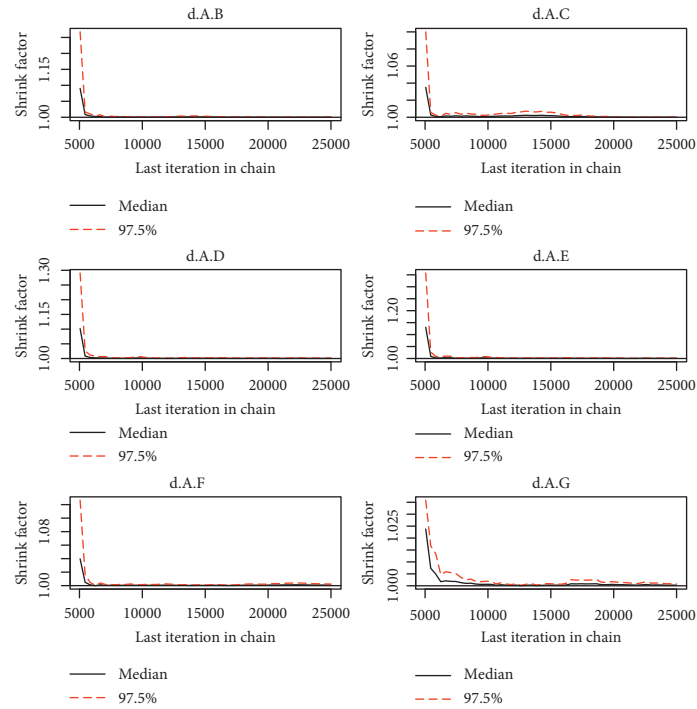 d.A.B
Shrink factor
1.00 1.15
5000 10000 15000 20000 25000
Last iteration in chain
Median
97.5%
d.A.C
Shrink factor
1.00 1.06
5000 10000 15000 20000 25000
Last iteration in chain
Median
97.5%
d.A.D
Shrink factor
1.00 1.15 1.30
5000 10000 15000 20000 25000
Last iteration in chain
Median
97.5%
d.A.E
Shrink factor
1.00 1.20
5000 10000 15000 20000 25000
Last iteration in chain
Median
97.5%
d.A.F
Shrink factor
1.00 1.08
5000 10000 15000 20000 25000
Last iteration in chain
Median
97.5%
d.A.G
Shrink factor
1.000 1.025
5000 10000 15000 20000 25000
Last iteration in chain
Median
97.5%